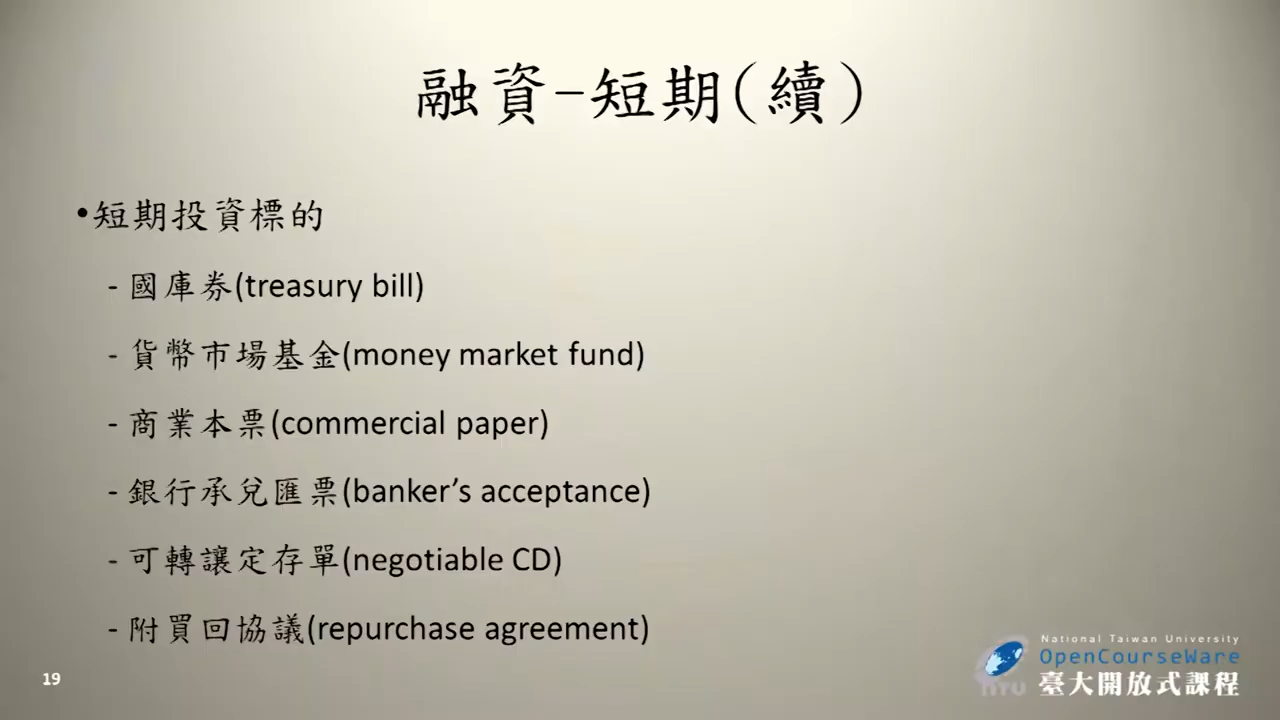 融資-短期(續)
•短期投資標的
- 國庫券(treasury bill)
- 貨幣市場基金(money market fund)
- 商業本票(commercial paper)
- 銀行承兌匯票(banker’s acceptance)
- 可轉讓定存單(negotiable CD)
- 附買回協議(repurchase agreement)
19
National Taiwan University
OpenCourseWare
NTU
臺大開放式課程